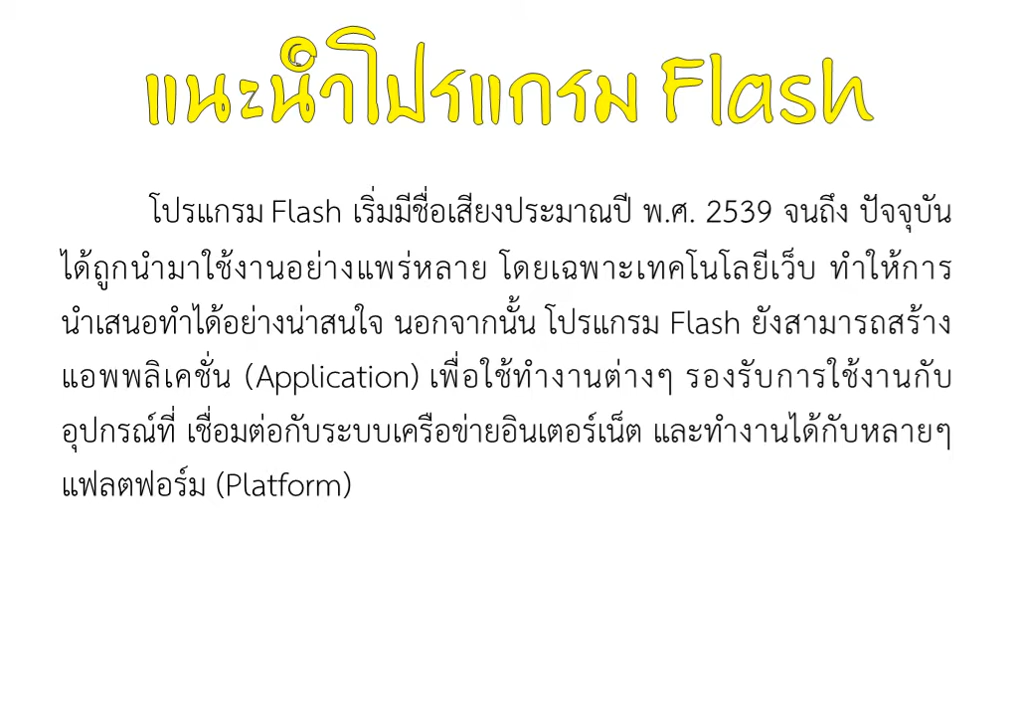 แนะนำโปรแกรม Flash
โปรแกรม Flash เริ่มมีชื่อเสียงประมาณปี พ.ศ. 2539 จนถึง ปัจจุบัน
ได้ถูกนำมาใช้งานอย่างแพร่หลาย โดยเฉพาะเทคโนโลยีเว็บ ทำให้การ
นำเสนอทำได้อย่างน่าสนใจ นอกจากนั้น โปรแกรม Flash ยังสามารถสร้าง
แอพพลิเคชั่น (Application) เพื่อใช้ทำงานต่างๆ รองรับการใช้งานกับ
อุปกรณ์ที่ เชื่อมต่อกับระบบเครือข่ายอินเตอร์เน็ต และทำงานได้กับหลายๆ
แฟลตฟอร์ม (Platform)